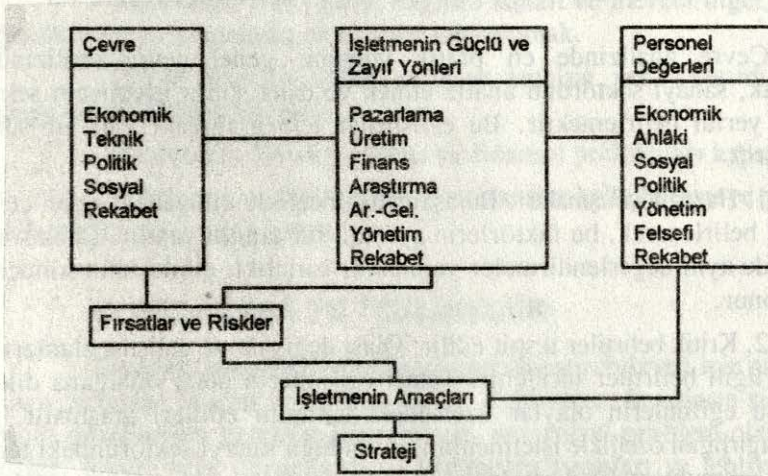 Çevre
Ekonomik
Teknik
Politik
Sosyal
Rekabet
İşletmenin Güçlü ve
Zayıf Yönleri
Pazarlama
Üretim
Finans
Araştırma
Ar.-Gel.
Yönetim
Rekabet
Personel
Değerleri
Ekonomik
Ahlâki
Sosyal
Politik
Yönetim
Felsefi
Rekabet
Fırsatlar ve Riskler
İşletmenin Amaçları
Strateji